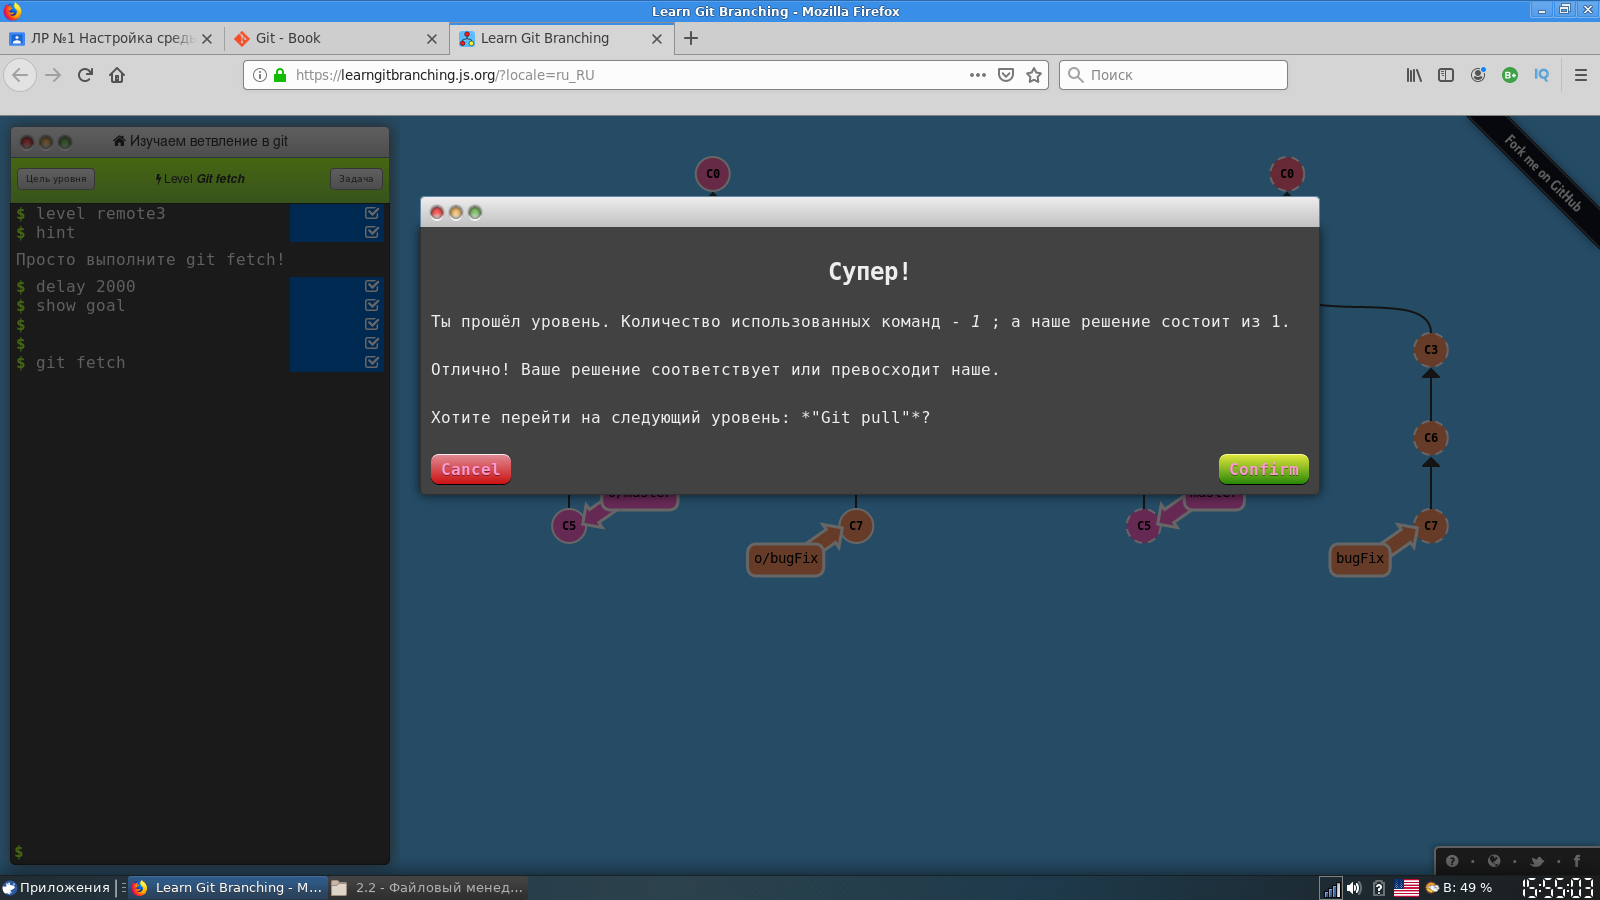 Learn Git Branching - Mozilla Firefox
ЛР №1 Настройка средь
Git - Book
Learn Git Branching
https://learngitbranching.js.org/?locale=ru_RU
Поиск
Изучаем ветвление в git
Цель уровня
Level Git fetch
Задача
$ level remote3
$ hint
Просто выполните git fetch!
$ delay 2000
$ show goal
$
$
$ git fetch
$
C0
C0
Fork me on GitHub
Супер!
Ты прошёл уровень. Количество использованных команд - 1 ; а наше решение состоит из 1.
Отлично! Ваше решение соответствует или превосходит наше.
Хотите перейти на следующий уровень: *"Git pull"*?
Cancel
Confirm
C3
C6
o/master
master
C5
C7
C5
C7
o/bugFix
bugFix
Приложения
Learn Git Branching - M...
2.2 - Файловый менед...
В: 49 %
15:55:03